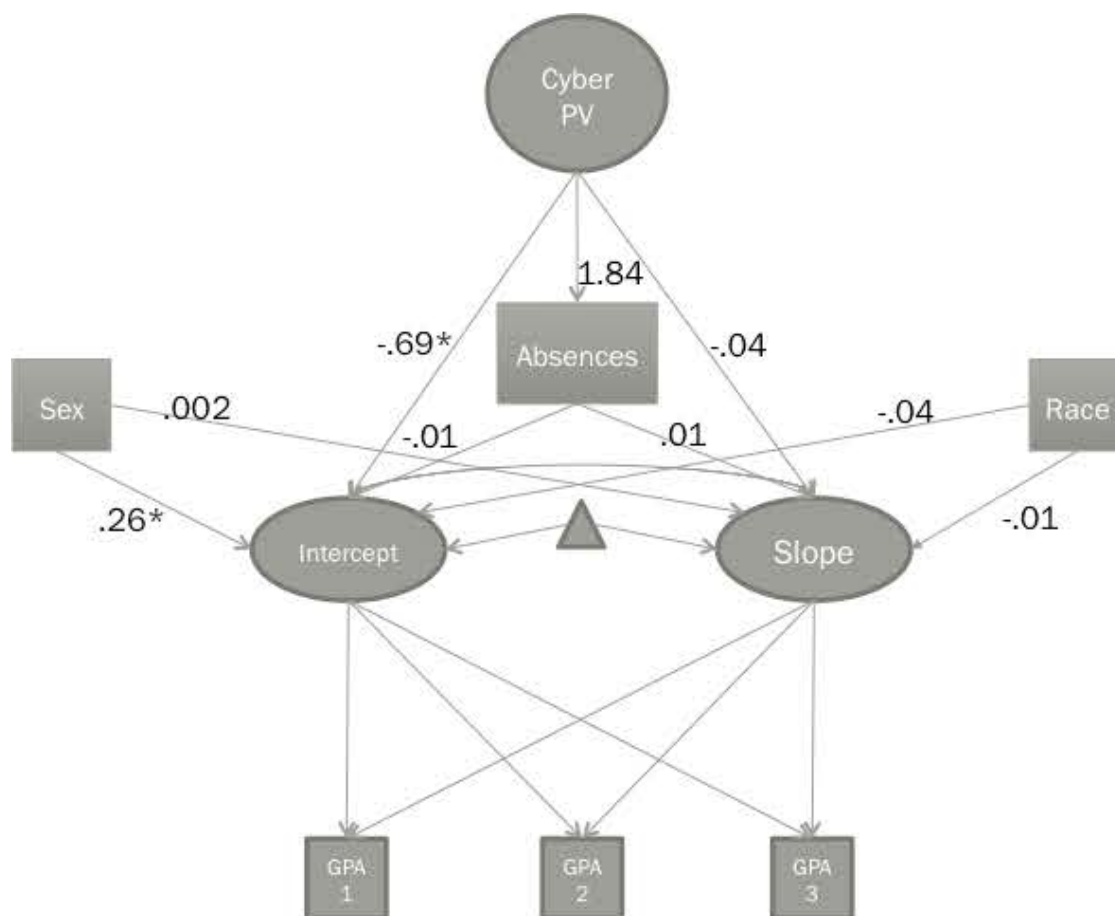 Cyber
PV
1.84
-.69*
Absences
-.04
Sex
.002
-.01
.01
-.04
Race
.26*
Intercept
Slope
-.01
GPA
1
GPA
2
GPA
3